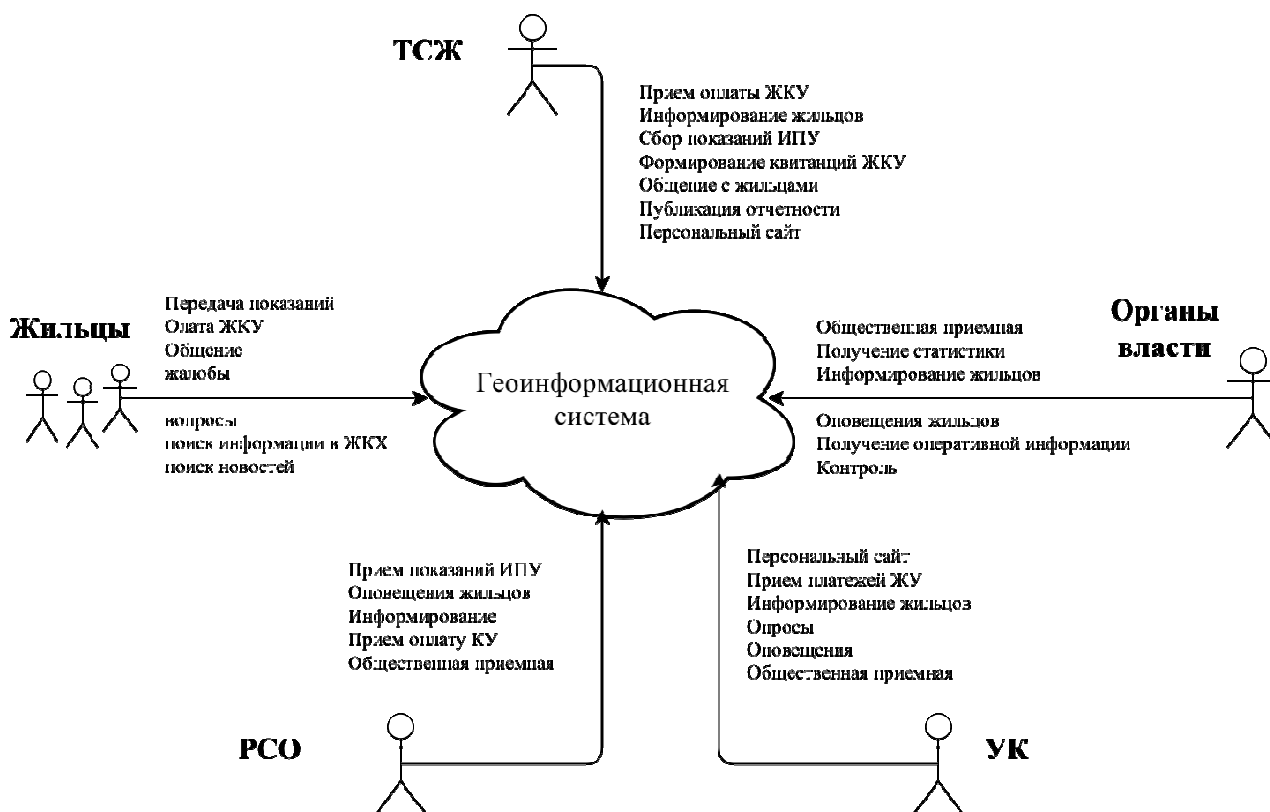 ТСЖ
Прием оплаты ЖКУ
Информирование жильцов
Сбор показаний ИПУ
Формирование квитанций ЖКУ
Общение с жильцами
Публикация отчетности
Персональный сайт
Жильцы
Передача показаний
Олата ЖКУ
Общение
жалобы
вопросы
поиск информации в ЖКХ
поиск новостей
Геоинформационная
система
Органы
власти
Общественная приемная
Получение статистики
Информирование жильцов
Оповещения жильцов
Получение оперативной информации
Контроль
Прием показаний ИПУ
Оповещения жильцов
Информирование
Прием оплату КУ
Общественная приемная
РСО
Персональный сайт
Прием платежей ЖУ
Информирование жильцов
Опросы
Оповещения
Общественная приемная
УК